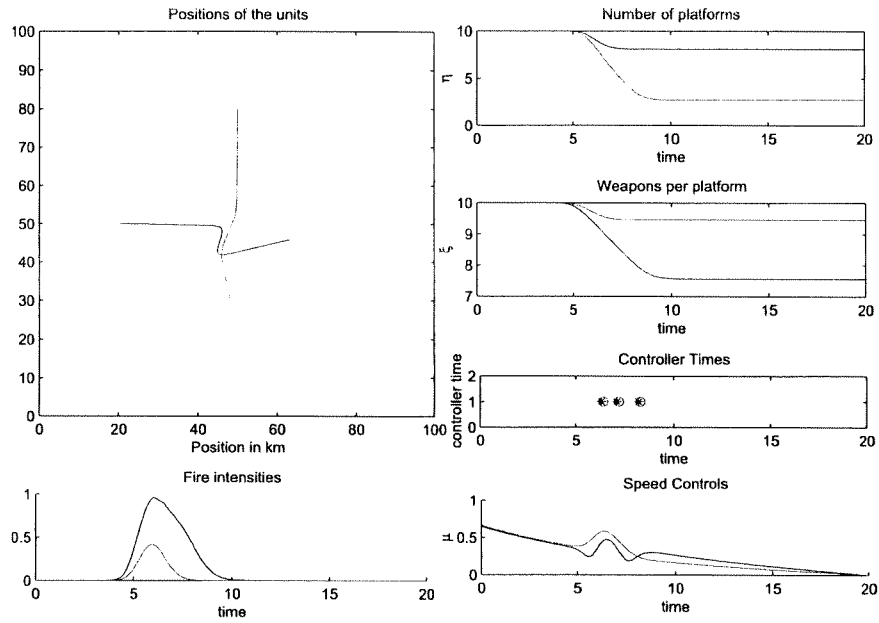 Positions of the units
100
90
80
70
60
50
40
30
20
10
0
0 20 40 60 80 100
Position in km
Number of platforms
10
5
0
η
0 5 10 15 20
time
Weapons per platform
10
9
8
7
ξ
0 5 10 15 20
time
Controller Times
2
1
0
controller time
0 5 10 15 20
time
Fire intensities
1
0.5
0
0 5 10 15 20
time
Speed Controls
1
0.5
0
μ
0 5 10 15 20
time